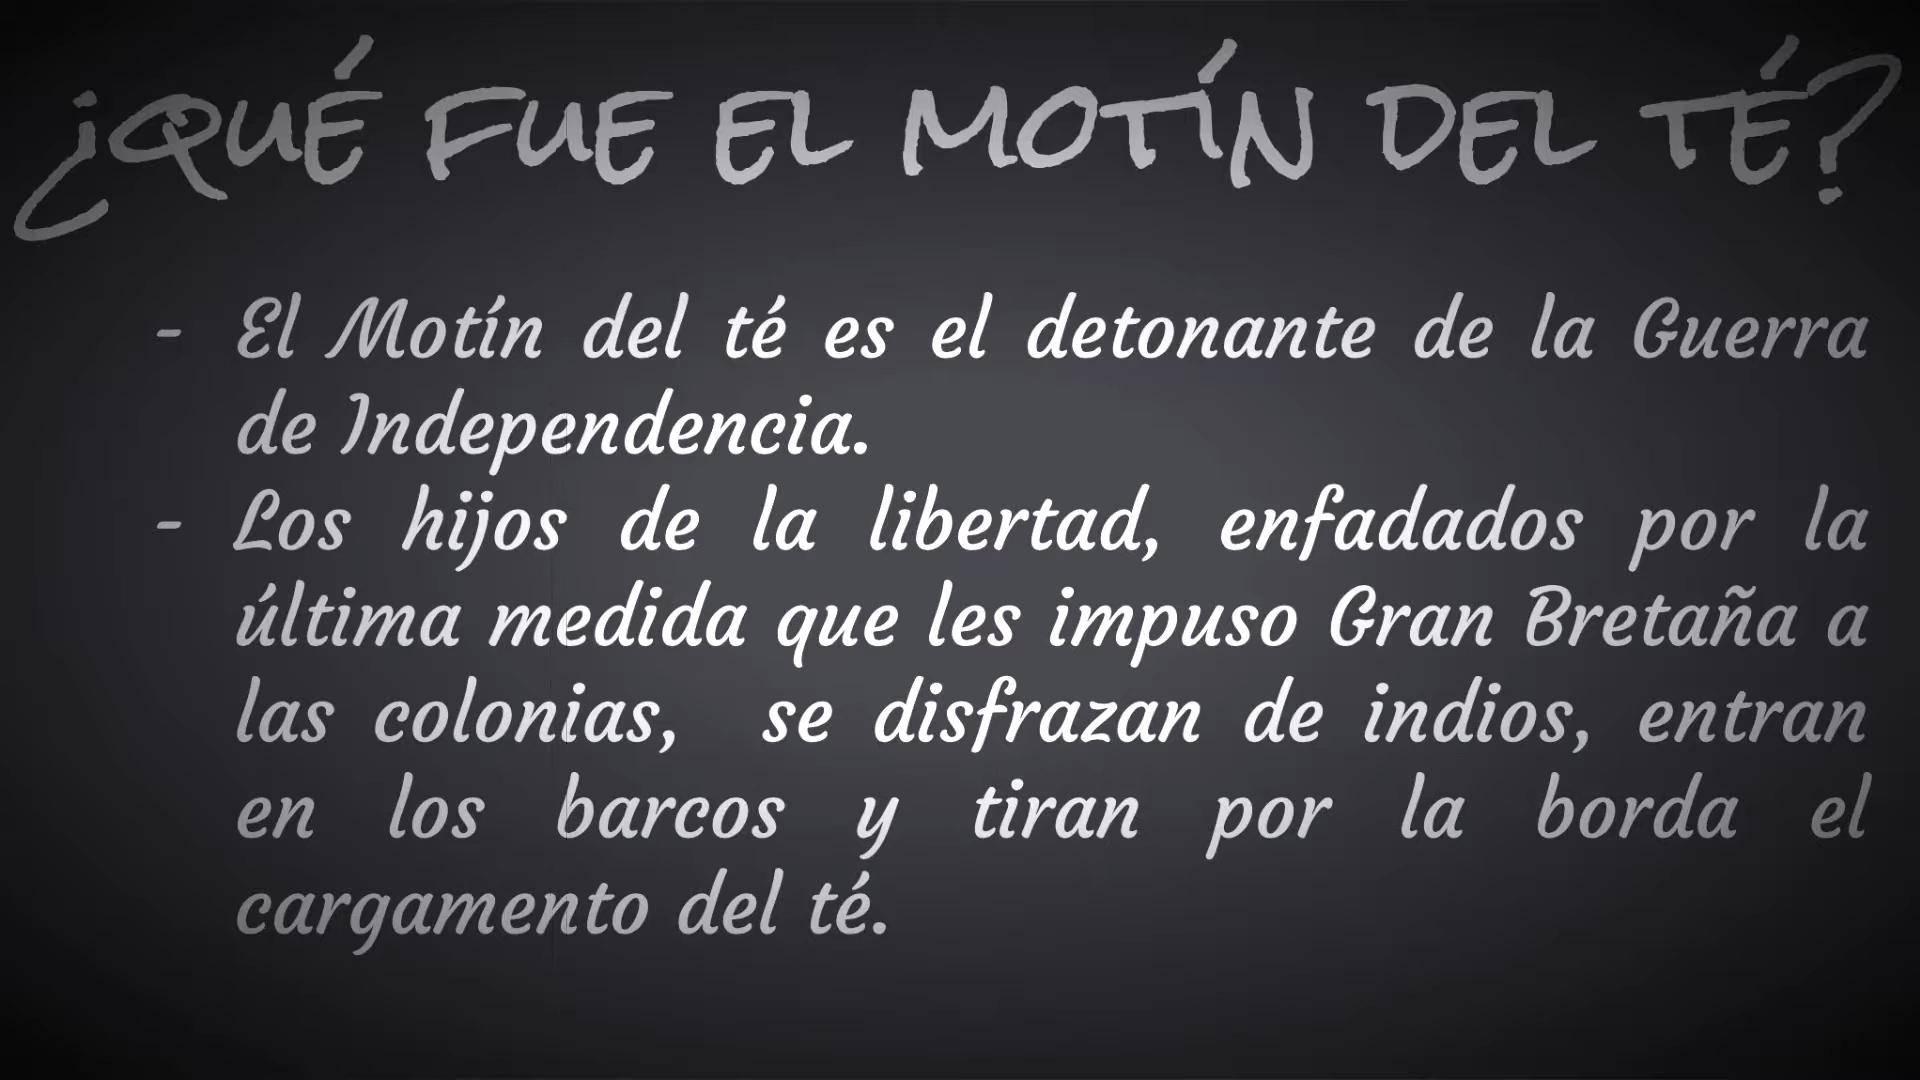 ¿QUÉ FUE EL MOTÍN DEL TÉ?
- El Motín del té es el detonante de la Guerra
de Independencia.
- Los hijos de la libertad, enfadados por la
última medida que les impuso Gran Bretaña a
las colonias, se disfrazan de indios, entran
en los barcos y tiran por la borda el
cargamento del té.